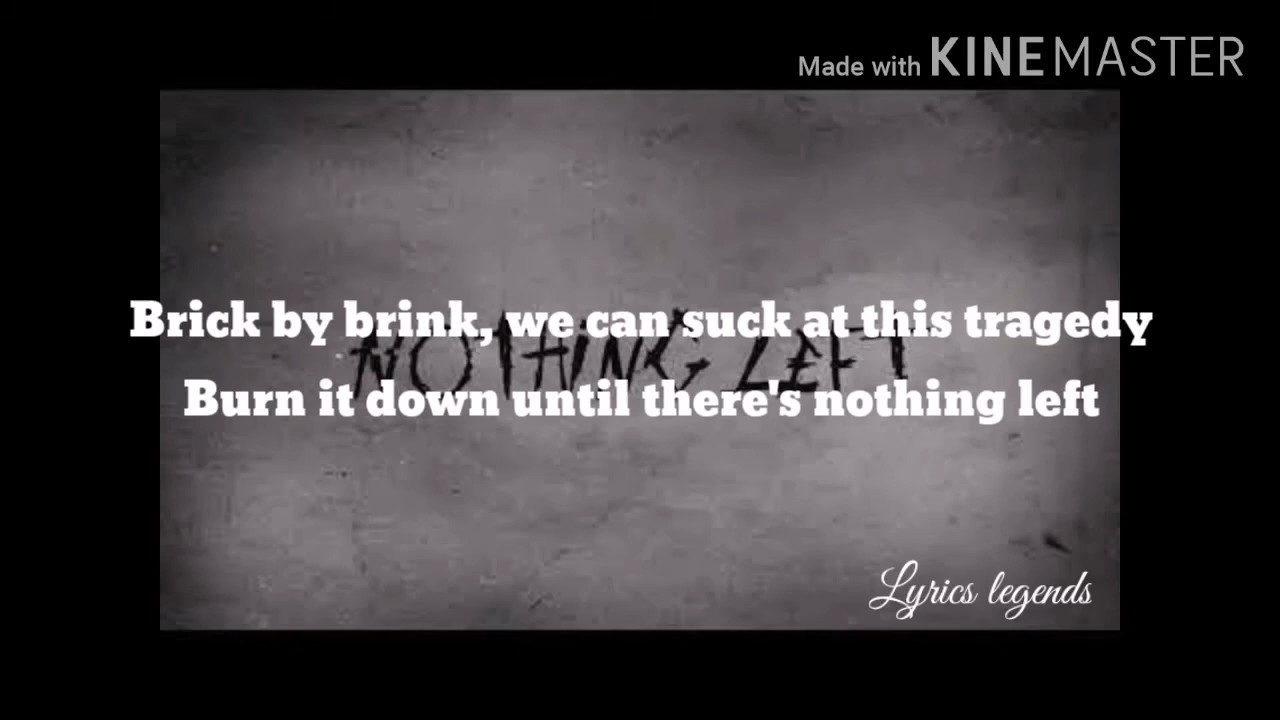 Made with KINEMASTER
Brick by brink, we can suck at this tragedy
NOTHING LEFT
Burn it down until there's nothing left
Lyrics legends